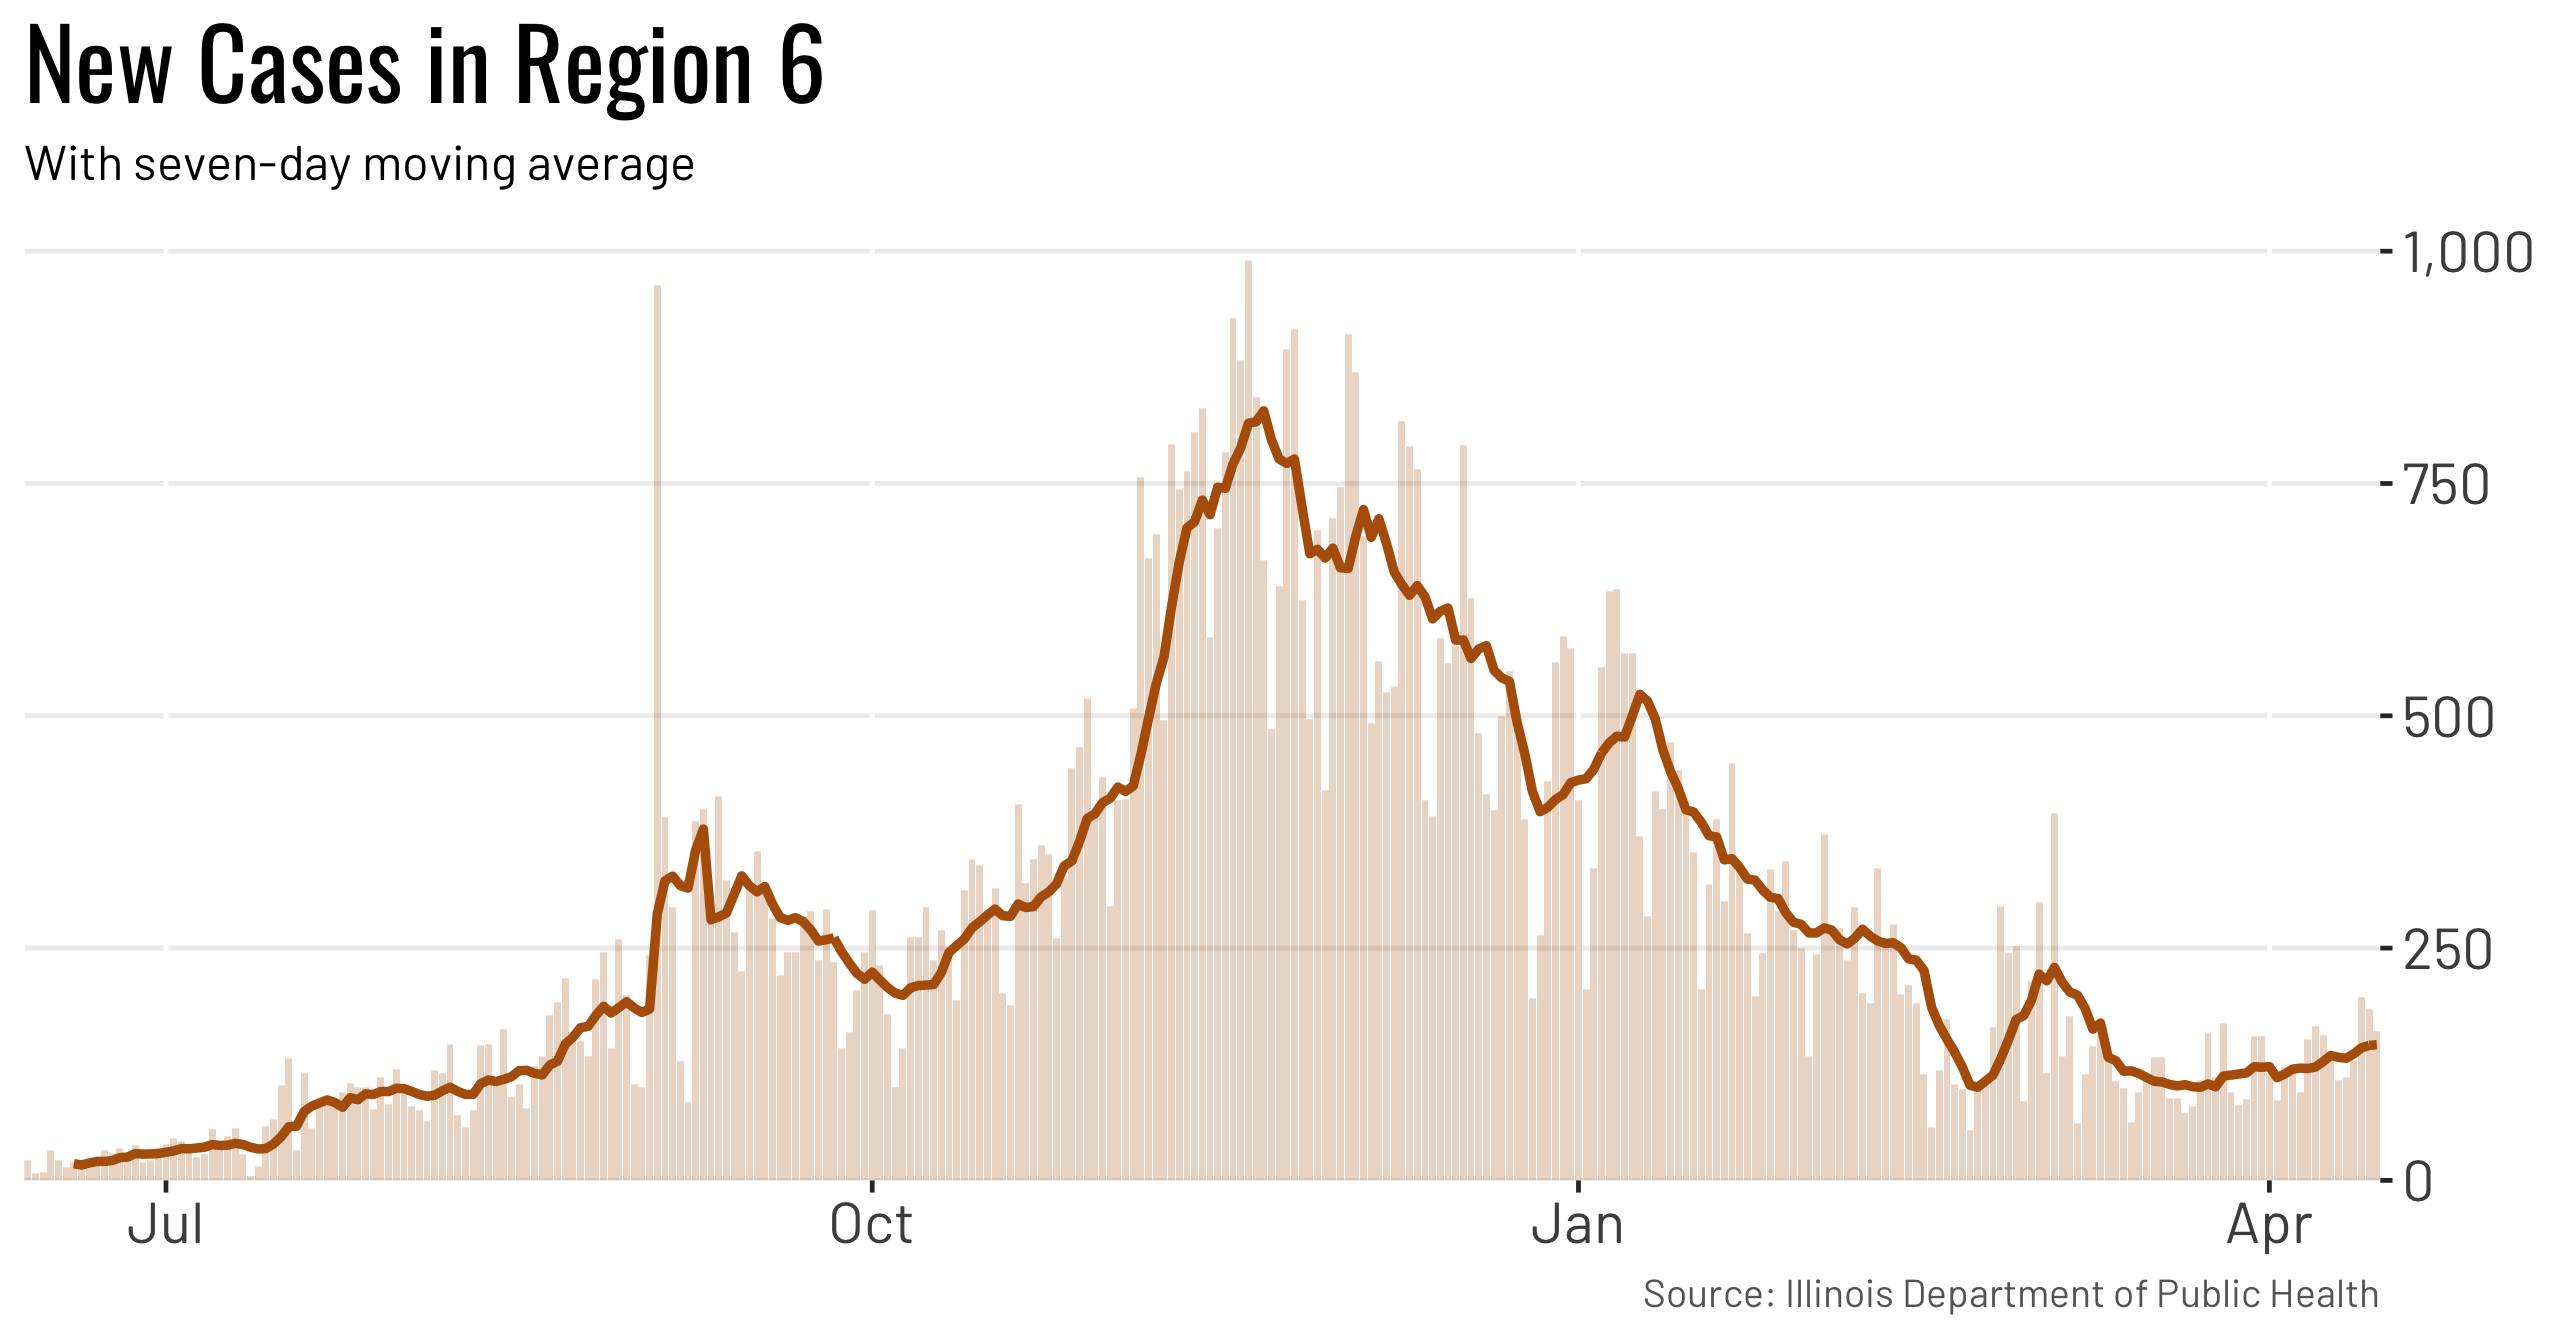 New Cases in Region 6
With seven-day moving average
1,000
750
500
250
0
Jul Oct Jan Apr
Source: Illinois Department of Public Health